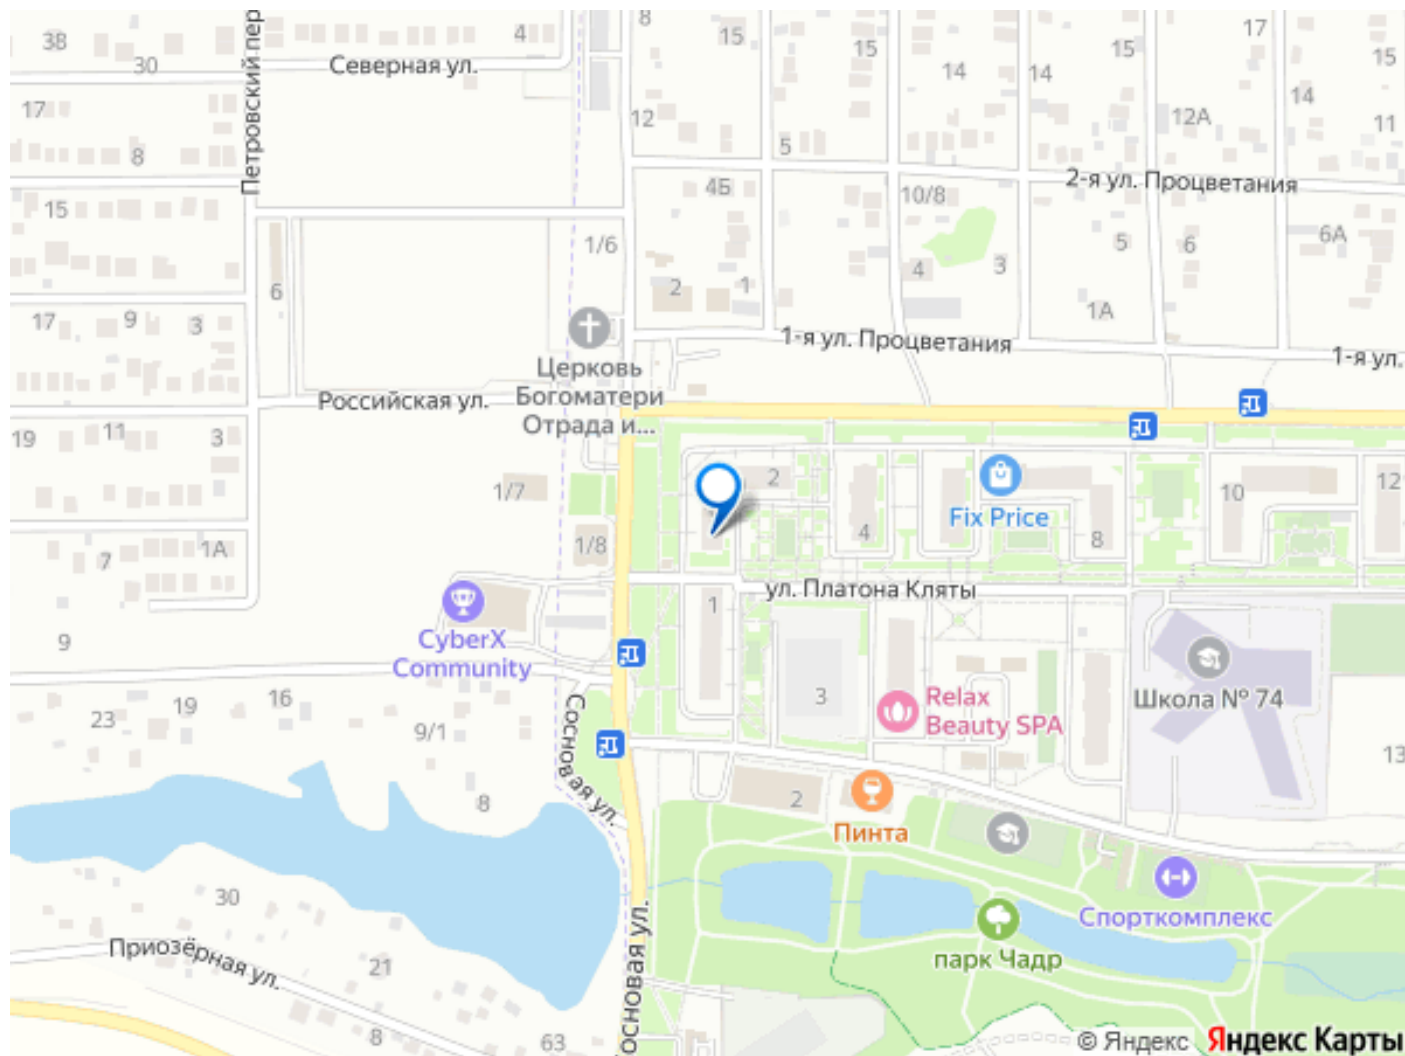 38
30
4
Северная ул.
Петровский пер
8
15
15
15
17
15
14
14
14
17
8
12
5
12А
11
2-я ул. Процветания
15
4Б
10/8
1/6
5
6
6А
4
3
6
2
1
1А
17
9
3
1-я ул. Процветания
1-я ул.
Церковь
Богоматери
Отрада и...
Российская ул.
19
11
3
1/7
2
Fix Price
4
8
10
12
1/8
7
1А
ул. Платона Кляты
1
9
CyberX
Community
3
Relax
Beauty SPA
Школа № 74
23
19
16
9/1
8
Сосновая ул.
13
2
Пинта
30
Приозёрная ул.
21
8
63
Сосновая ул.
Спорткомплекс
парк Чадр
© Яндекс Яндекс Карты